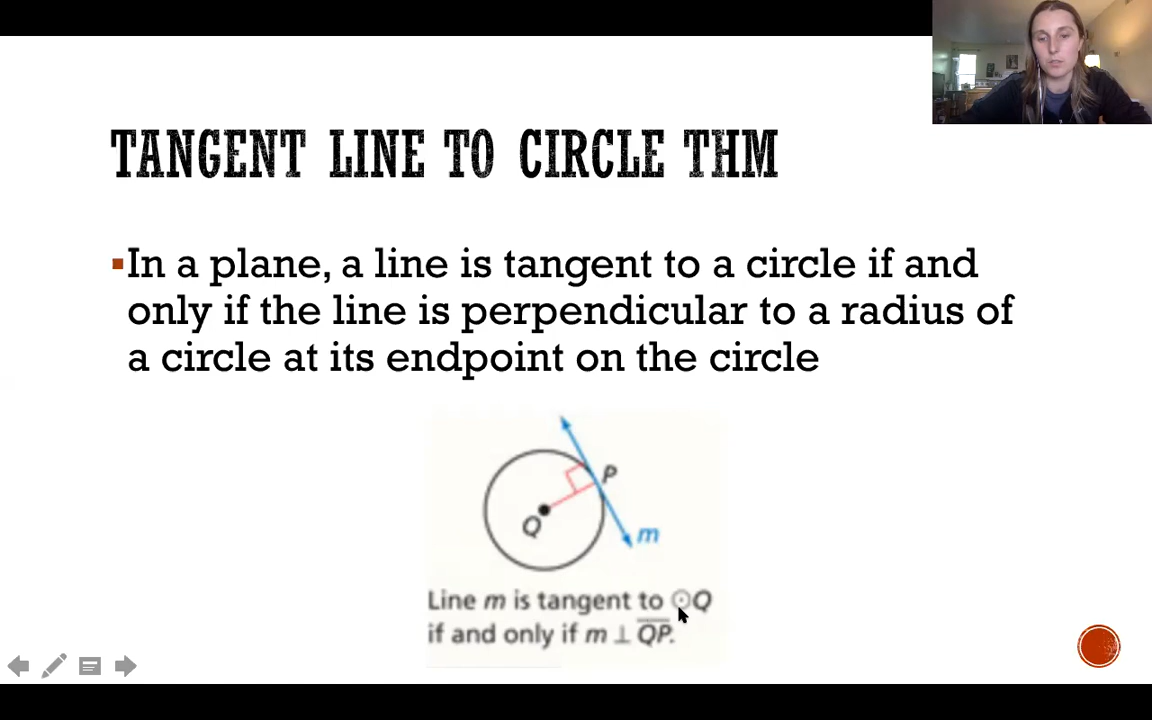 TANGENT LINE TO CIRCLE THM
▪In a plane, a line is tangent to a circle if and
only if the line is perpendicular to a radius of
a circle at its endpoint on the circle
P
Q
m
Line m is tangent to ⊙Q
if and only if m ⊥ Q̅P̅.